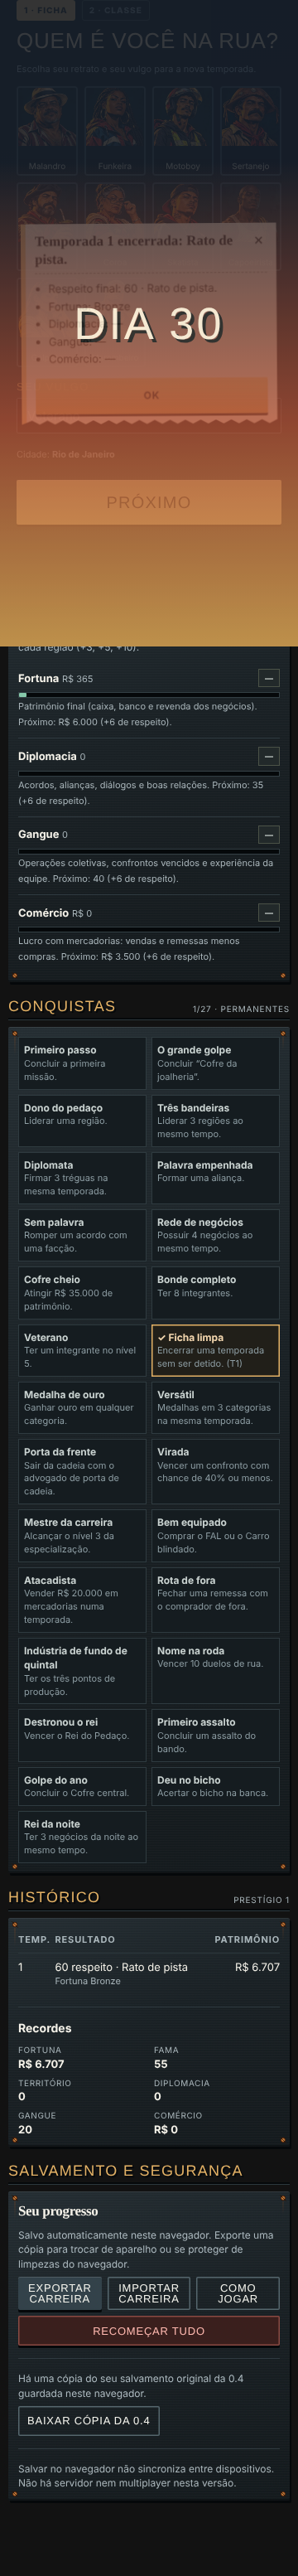 1 · FICHA 2 · CLASSE
QUEM É VOCÊ NA RUA?
Escolha seu retrato e seu vulgo para a nova temporada.
Malandro Funkeira Motoboy Sertanejo
Temporada 1 encerrada: Rato de ×
pista.
• Respeito final: 60 · Rato de pista.
• Fortuna: Bronze
DIA 30
• Comércio: —
OK
Cidade: Rio de Janeiro
PRÓXIMO
cada região (+3, +5, +10).
Fortuna R$ 365 —
Patrimônio final (caixa, banco e revenda dos negócios).
Próximo: R$ 6.000 (+6 de respeito).
Diplomacia 0 —
Acordos, alianças, diálogos e boas relações. Próximo: 35
(+6 de respeito).
Gangue 0 —
Operações coletivas, confrontos vencidos e experiência da
equipe. Próximo: 40 (+6 de respeito).
Comércio R$ 0 —
Lucro com mercadorias: vendas e remessas menos
compras. Próximo: R$ 3.500 (+6 de respeito).
CONQUISTAS 1/27 · PERMANENTES
Primeiro passo
Concluir a primeira
missão.
O grande golpe
Concluir “Cofre da
joalheria”.
Dono do pedaço
Liderar uma região.
Três bandeiras
Liderar 3 regiões ao
mesmo tempo.
Diplomata
Firmar 3 tréguas na
mesma temporada.
Palavra empenhada
Formar uma aliança.
Sem palavra
Romper um acordo com
uma facção.
Rede de negócios
Possuir 4 negócios ao
mesmo tempo.
Cofre cheio
Atingir R$ 35.000 de
patrimônio.
Bonde completo
Ter 8 integrantes.
Veterano
Ter um integrante no nível
5.
✓ Ficha limpa
Encerrar uma temporada
sem ser detido. (T1)
Medalha de ouro
Ganhar ouro em qualquer
categoria.
Versátil
Medalhas em 3 categorias
na mesma temporada.
Porta da frente
Sair da cadeia com o
advogado de porta de
cadeia.
Virada
Vencer um confronto com
chance de 40% ou menos.
Mestre da carreira
Alcançar o nível 3 da
especialização.
Bem equipado
Comprar o FAL ou o Carro
blindado.
Atacadista
Vender R$ 20.000 em
mercadorias numa
temporada.
Rota de fora
Fechar uma remessa com
o comprador de fora.
Indústria de fundo de
quintal
Ter os três pontos de
produção.
Nome na roda
Vencer 10 duelos de rua.
Destronou o rei
Vencer o Rei do Pedaço.
Primeiro assalto
Concluir um assalto do
bando.
Golpe do ano
Concluir o Cofre central.
Deu no bicho
Acertar o bicho na banca.
Rei da noite
Ter 3 negócios da noite ao
mesmo tempo.
HISTÓRICO PRESTÍGIO 1
TEMP. RESULTADO PATRIMÔNIO
1 60 respeito · Rato de pista R$ 6.707
Fortuna Bronze
Recordes
FORTUNA FAMA
R$ 6.707 55
TERRITÓRIO DIPLOMACIA
0 0
GANGUE COMÉRCIO
20 R$ 0
SALVAMENTO E SEGURANÇA
Seu progresso
Salvo automaticamente neste navegador. Exporte uma
cópia para trocar de aparelho ou se proteger de
limpezas do navegador.
EXPORTAR
CARREIRA
IMPORTAR
CARREIRA
COMO
JOGAR
RECOMEÇAR TUDO
Há uma cópia do seu salvamento original da 0.4
guardada neste navegador.
BAIXAR CÓPIA DA 0.4
Salvar no navegador não sincroniza entre dispositivos.
Não há servidor nem multiplayer nesta versão.